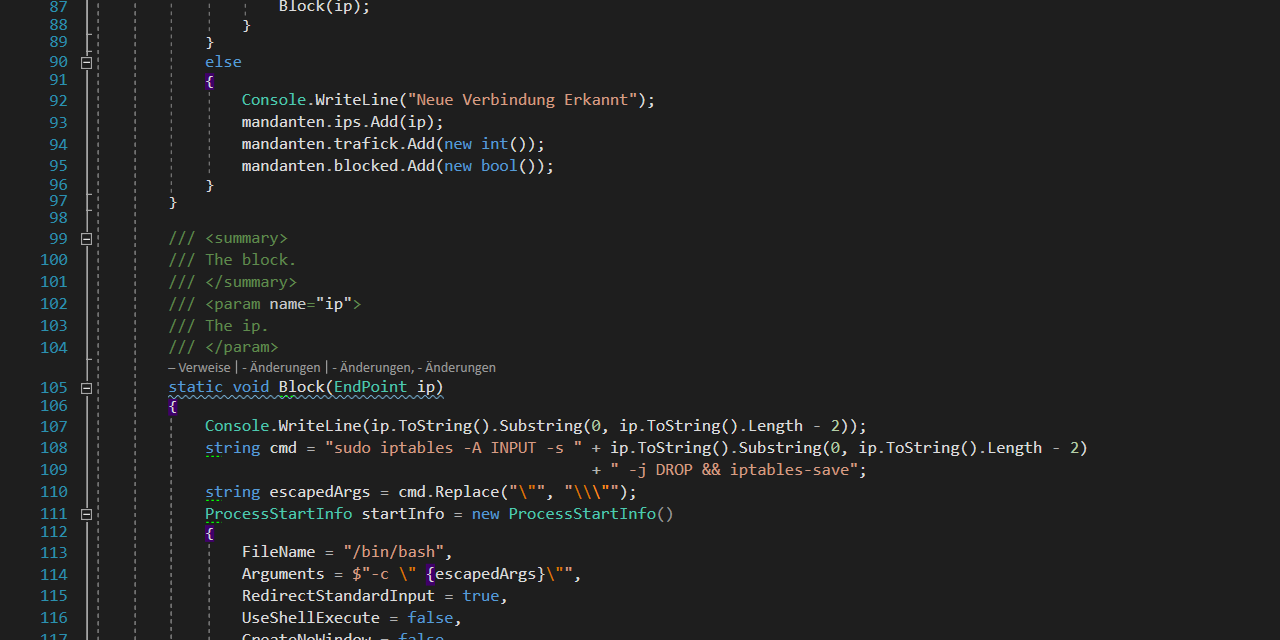 87 Block(ip);
88 }
89 }
90 else
91 {
92 Console.WriteLine("Neue Verbindung Erkannt");
93 mandanten.ips.Add(ip);
94 mandanten.trafick.Add(new int());
95 mandanten.blocked.Add(new bool());
96 }
97 }
98
99 /// <summary>
100 /// The block.
101 /// </summary>
102 /// <param name="ip">
103 /// The ip.
104 /// </param>
– Verweise | - Änderungen | - Änderungen, - Änderungen
105 static void Block(EndPoint ip)
106 {
107 Console.WriteLine(ip.ToString().Substring(0, ip.ToString().Length - 2));
108 string cmd = "sudo iptables -A INPUT -s " + ip.ToString().Substring(0, ip.ToString().Length - 2)
109 + " -j DROP && iptables-save";
110 string escapedArgs = cmd.Replace("\"", "\\\"");
111 ProcessStartInfo startInfo = new ProcessStartInfo()
112 {
113 FileName = "/bin/bash",
114 Arguments = $"-c \" {escapedArgs}\"",
115 RedirectStandardInput = true,
116 UseShellExecute = false,
117 CreateNoWindow = false